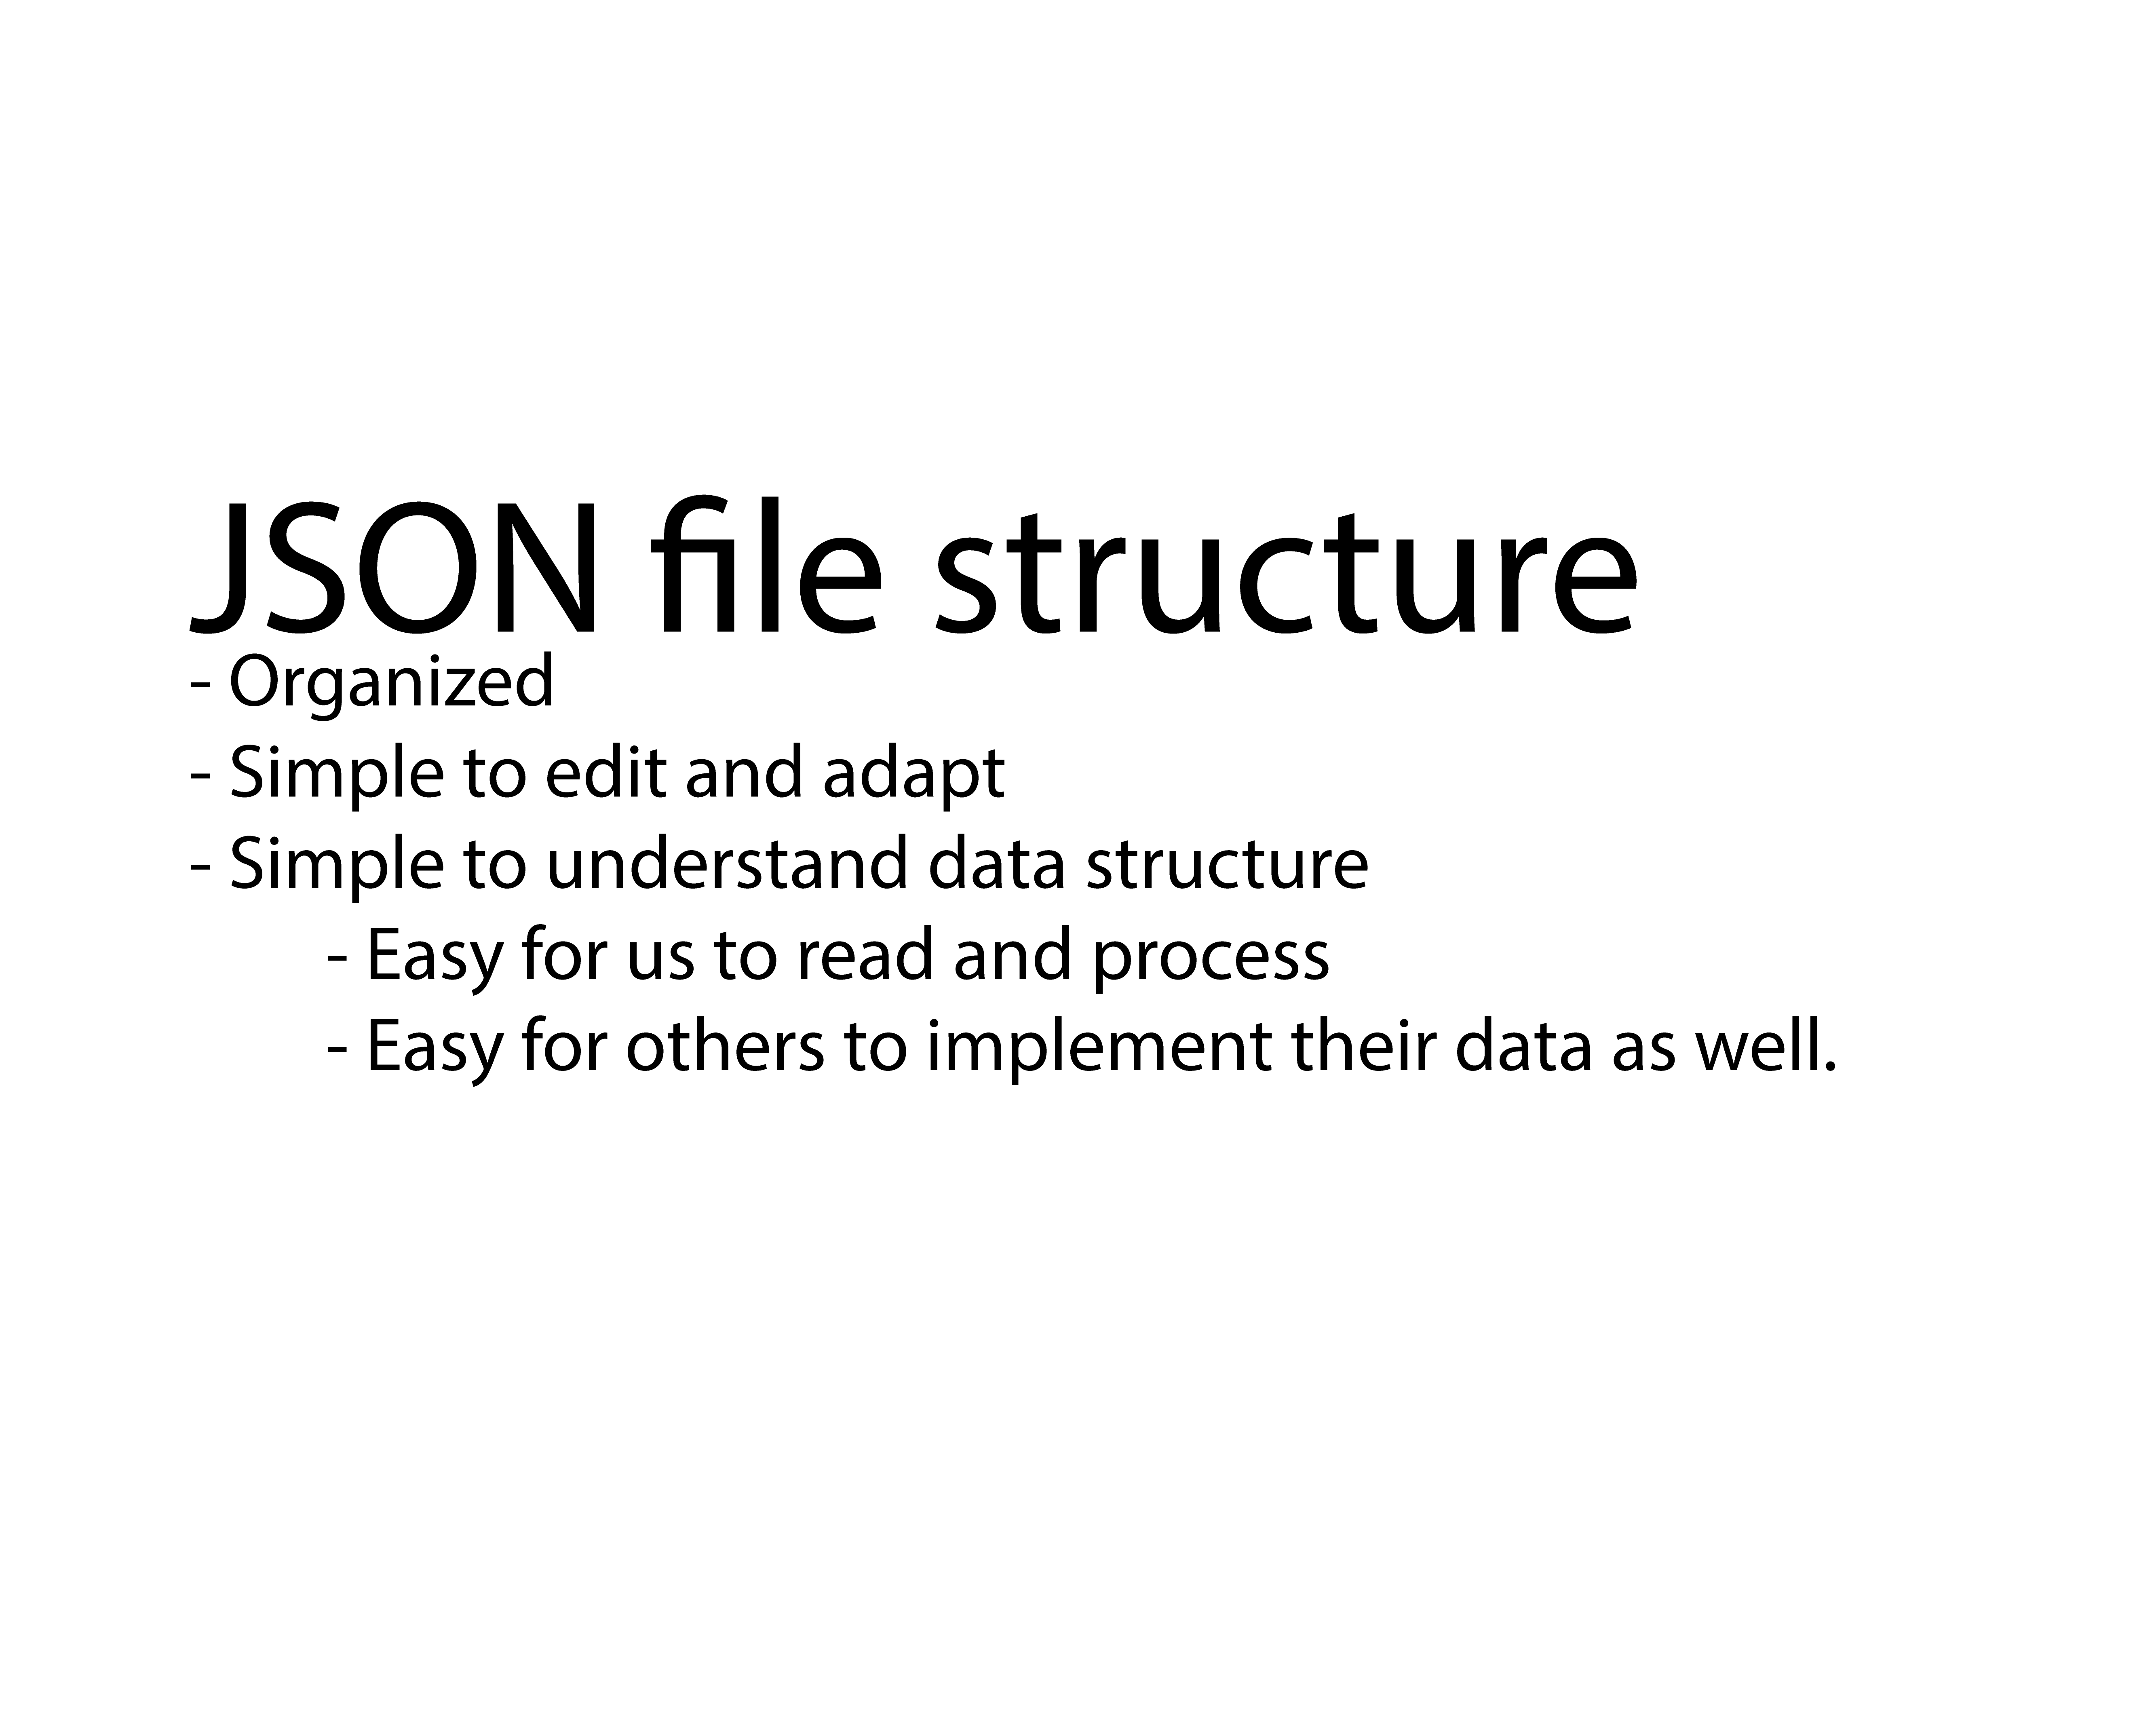 JSON file structure
- Organized
- Simple to edit and adapt
- Simple to understand data structure
- Easy for us to read and process
- Easy for others to implement their data as well.